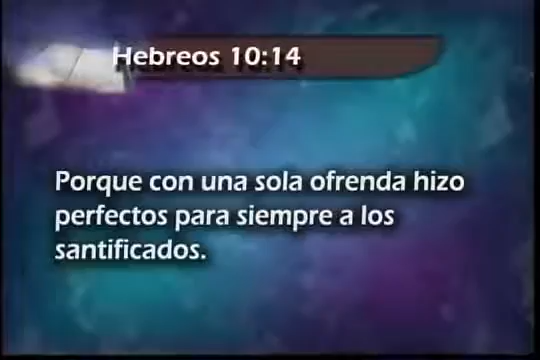 Hebreos 10:14
Porque con una sola ofrenda hizo
perfectos para siempre a los
santificados.